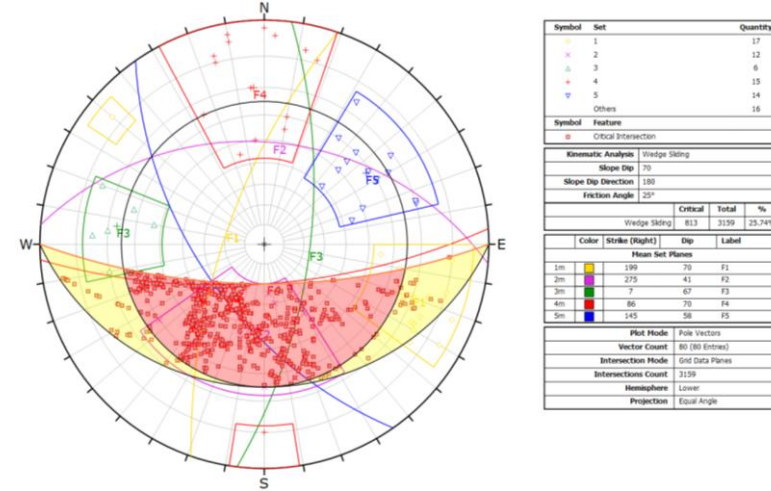 N
F4
F2
F5
F3
W
F1
F3
E
S
Symbol Set Quantity
1 17
2 12
3 6
4 15
5 14
Others 16
Symbol Feature
Critical Intersection
Kinematic Analysis Wedge Sliding
Slope Dip 70
Slope Dip Direction 180
Friction Angle 25°
Critical Total %
Wedge Sliding 813 3159 25.74%
Color Strike (Right) Dip Label
Mean Set Planes
1m 199 70 F1
2m 275 41 F2
3m 7 67 F3
4m 86 70 F4
5m 145 58 F5
Plot Mode Pole Vectors
Vector Count 80 (80 Entries)
Intersection Mode Grid Data Planes
Intersections Count 3159
Hemisphere Lower
Projection Equal Angle